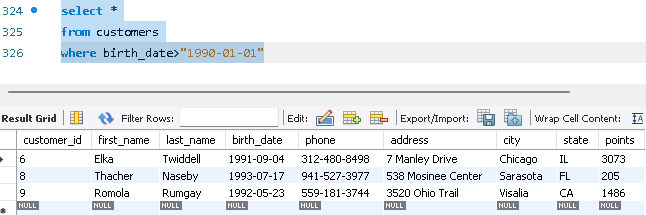 324 select *
325 from customers
326 where birth_date>"1990-01-01"
Result Grid Filter Rows: Edit: Export/Import: Wrap Cell Content: IA
customer_id first_name last_name birth_date phone address city state points
6 Elka Twiddell 1991-09-04 312-480-8498 7 Manley Drive Chicago IL 3073
8 Thacher Naseby 1993-07-17 941-527-3977 538 Mosinee Center Sarasota FL 205
9 Romola Rumgay 1992-05-23 559-181-3744 3520 Ohio Trail Visalia CA 1486
NULL NULL NULL NULL NULL NULL NULL NULL NULL